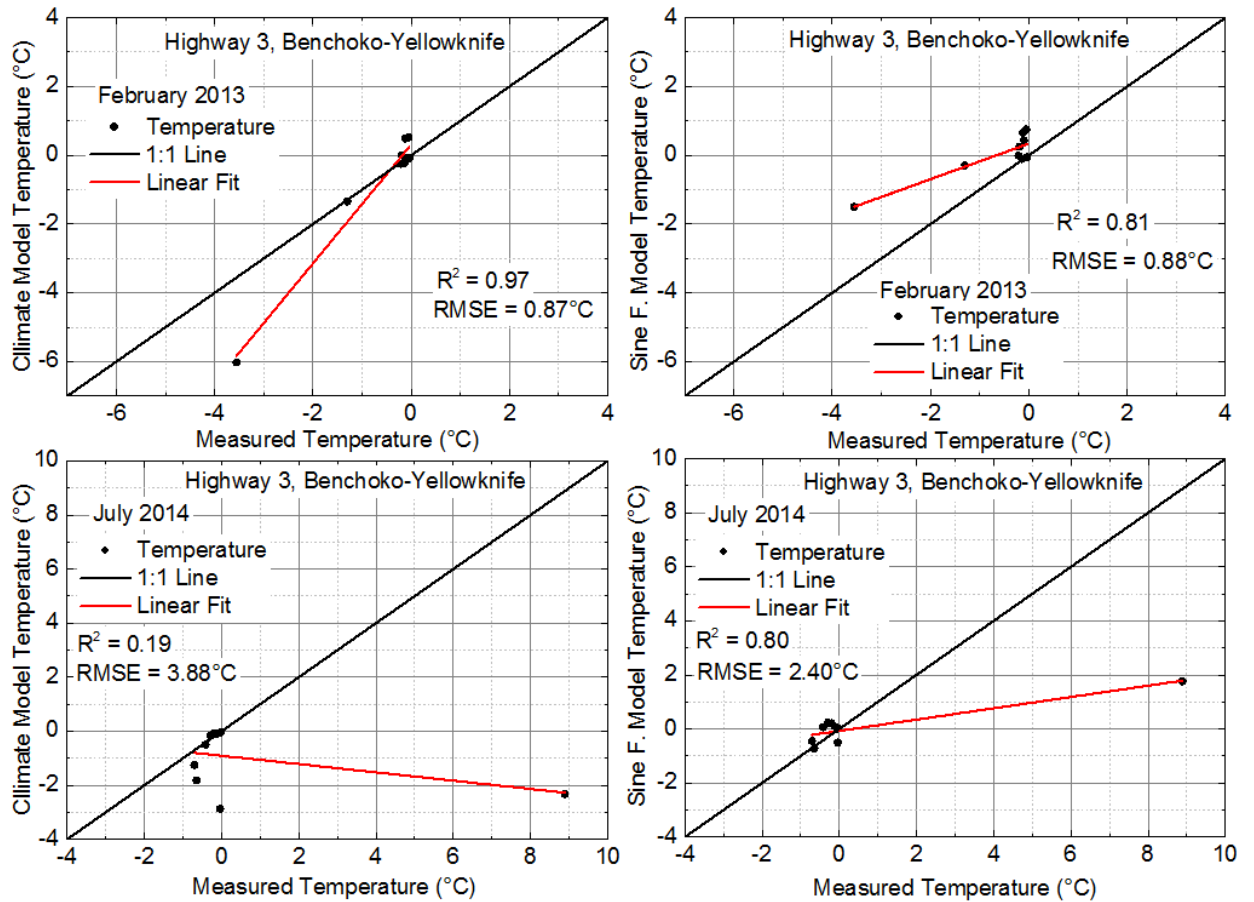 Highway 3, Benchoko-Yellowknife
February 2013
Temperature
1:1 Line
Linear Fit
R² = 0.97
RMSE = 0.87°C
4
2
0
-2
-4
-6
-6
-4
-2
0
2
4
Cllimate Model Temperature (°C)
Measured Temperature (°C)
Highway 3, Benchoko-Yellowknife
R² = 0.81
RMSE = 0.88°C
February 2013
Temperature
1:1 Line
Linear Fit
4
2
0
-2
-4
-6
-6
-4
-2
0
2
4
Sine F. Model Temperature (°C)
Measured Temperature (°C)
Highway 3, Benchoko-Yellowknife
July 2014
Temperature
1:1 Line
Linear Fit
R² = 0.19
RMSE = 3.88°C
10
8
6
4
2
0
-2
-4
-4
-2
0
2
4
6
8
10
Cllimate Model Temperature (°C)
Measured Temperature (°C)
Highway 3, Benchoko-Yellowknife
July 2014
Temperature
1:1 Line
Linear Fit
R² = 0.80
RMSE = 2.40°C
10
8
6
4
2
0
-2
-4
-4
-2
0
2
4
6
8
10
Sine F. Model Temperature (°C)
Measured Temperature (°C)